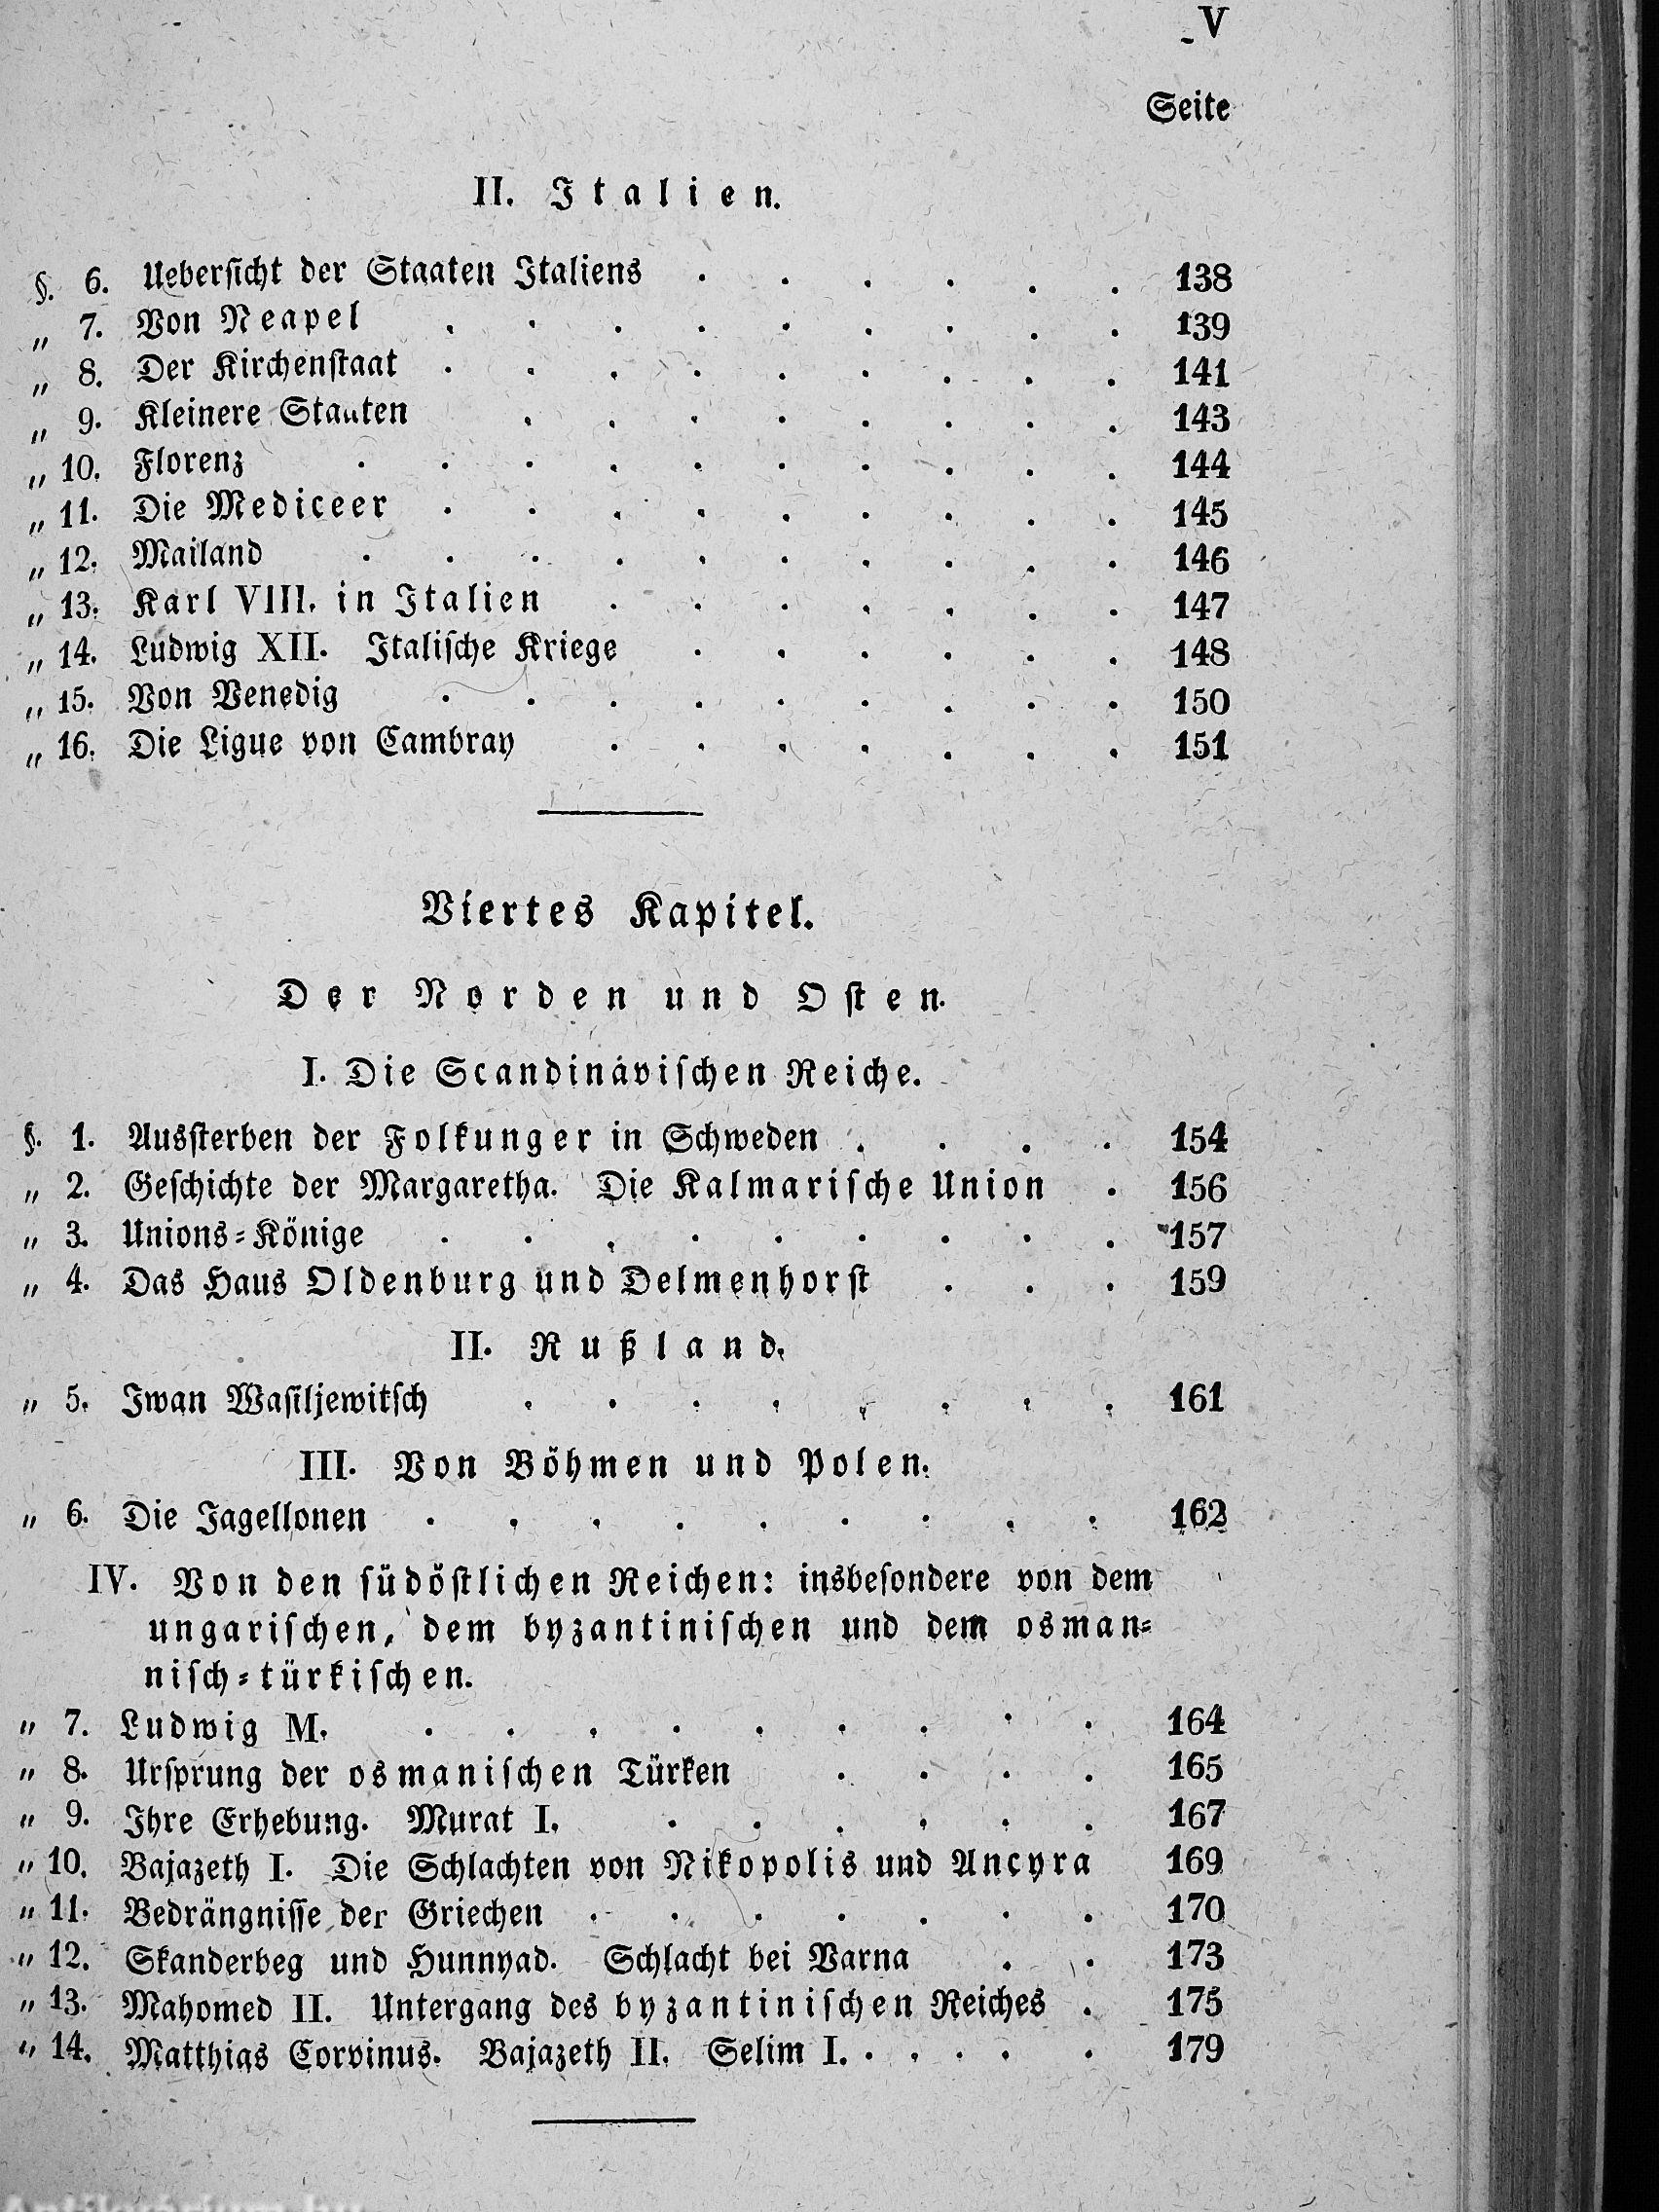 V
Seite
II. Italien.
§. 6. Uebersicht der Staaten Italiens . . . . . . 138
„ 7. Von Neapel . . . . . . . . . 139
„ 8. Der Kirchenstaat . . . . . . . . . 141
„ 9. Kleinere Staaten . . . . . . . . 143
„ 10. Florenz . . . . . . . . . . 144
„ 11. Die Mediceer . . . . . . . . . 145
„ 12. Mailand . . . . . . . . . . 146
„ 13. Karl VIII. in Italien . . . . . . . 147
„ 14. Ludwig XII. Italische Kriege . . . . . . 148
„ 15. Von Venedig . . . . . . . . . 150
„ 16. Die Ligue von Cambray . . . . . . . 151
Viertes Kapitel.
Der Norden und Osten.
I. Die Scandinavischen Reiche.
§. 1. Aussterben der Folkunger in Schweden . . . . 154
„ 2. Geschichte der Margaretha. Die Kalmarische Union . 156
„ 3. Unions-Könige . . . . . . . . . 157
„ 4. Das Haus Oldenburg und Delmenhorst . . . 159
II. Rußland.
„ 5. Iwan Wasiljewitsch . . . . . . . . 161
III. Von Böhmen und Polen.
„ 6. Die Jagellonen . . . . . . . . . 162
IV. Von den südöstlichen Reichen: insbesondere von dem
ungarischen, dem byzantinischen und dem osman-
nisch-türkischen.
„ 7. Ludwig M. . . . . . . . . . 164
„ 8. Ursprung der osmanischen Türken . . . . 165
„ 9. Ihre Erhebung. Murat I. . . . . . . 167
„ 10. Bajazeth I. Die Schlachten von Nikopolis und Ancyra 169
„ 11. Bedrängnisse der Griechen . . . . . . . 170
„ 12. Skanderbeg und Hunnyad. Schlacht bei Varna . . 173
„ 13. Mahomed II. Untergang des byzantinischen Reiches . 175
„ 14. Matthias Corvinus. Bajazeth II. Selim I. . . . . . 179